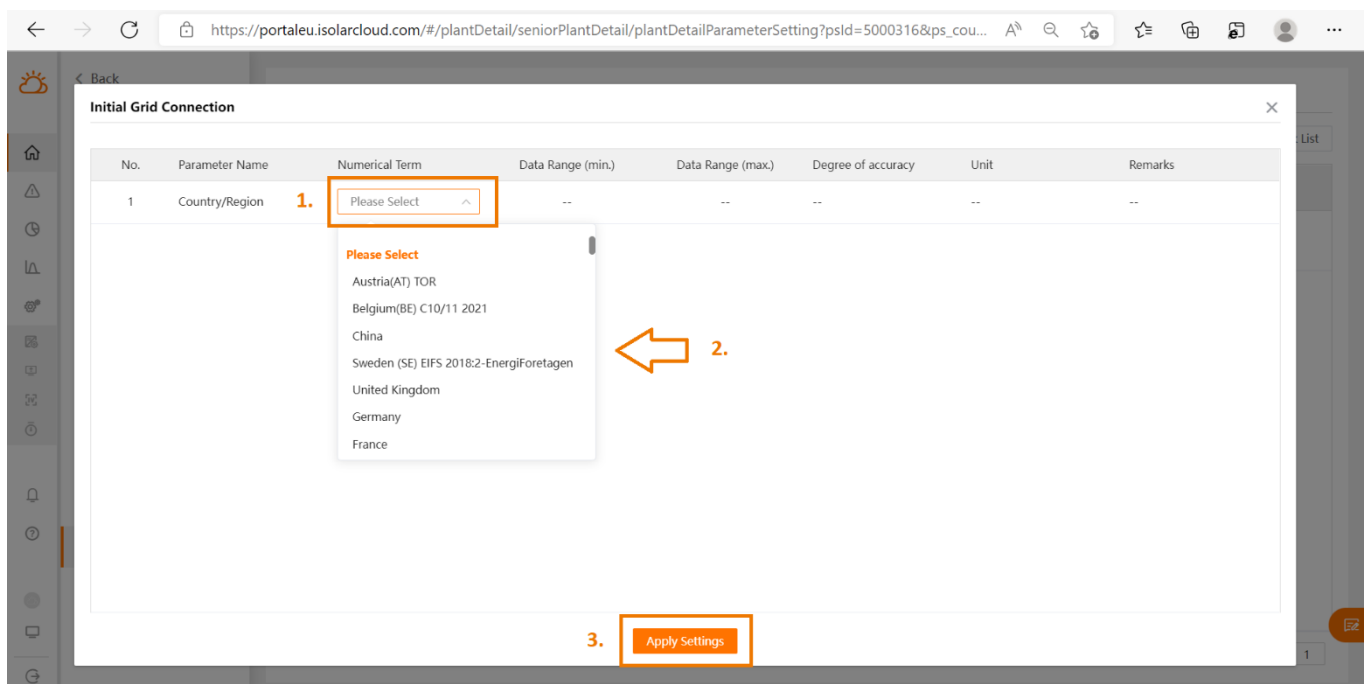 https://portaleu.isolarcloud.com/#/plantDetail/seniorPlantDetail/plantDetailParameterSetting?psId=5000316&ps_cou...
Back
Initial Grid Connection
List
No. Parameter Name Numerical Term Data Range (min.) Data Range (max.) Degree of accuracy Unit Remarks
1 Country/Region 1. Please Select -- -- -- -- --
Please Select
Austria(AT) TOR
Belgium(BE) C10/11 2021
China
Sweden (SE) EIFS 2018:2-EnergiForetagen
2.
United Kingdom
Germany
France
3. Apply Settings
1